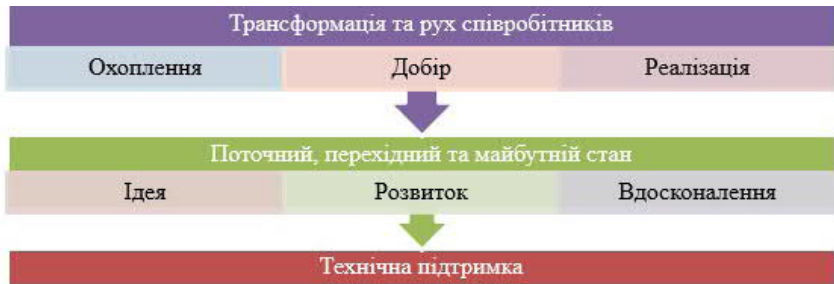 Трансформація та рух співробітників
Охоплення Добір Реалізація
Поточний, перехідний та майбутній стан
Ідея Розвиток Вдосконалення
Технічна підтримка